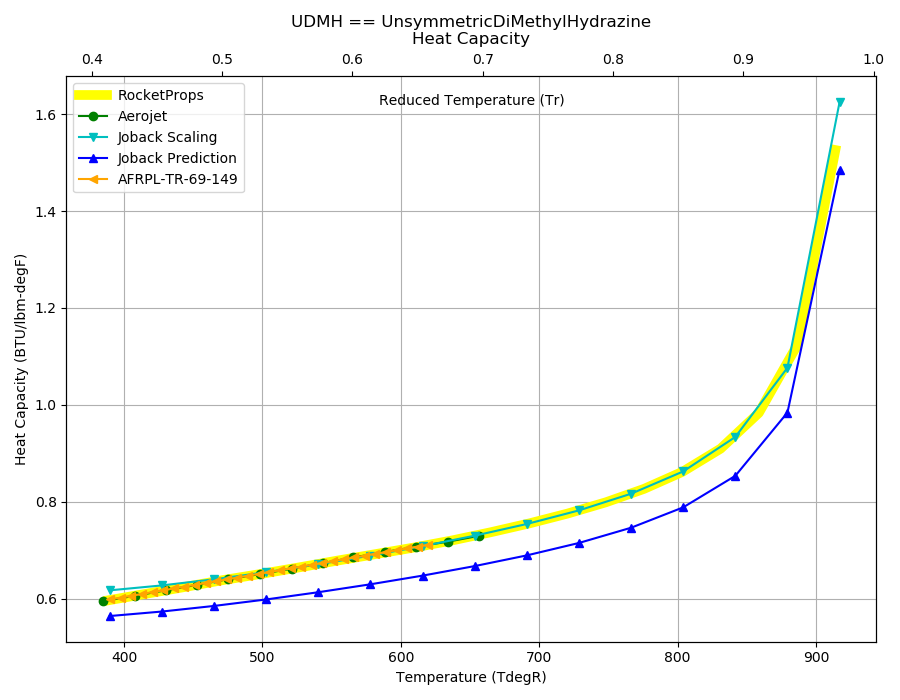 UDMH == UnsymmetricDiMethylHydrazine
Heat Capacity
0.4 0.5 0.6 0.7 0.8 0.9 1.0
Reduced Temperature (Tr)
RocketProps
Aerojet
Joback Scaling
Joback Prediction
AFRPL-TR-69-149
1.6
1.4
1.2
1.0
0.8
0.6
Heat Capacity (BTU/lbm-degF)
400 500 600 700 800 900
Temperature (TdegR)